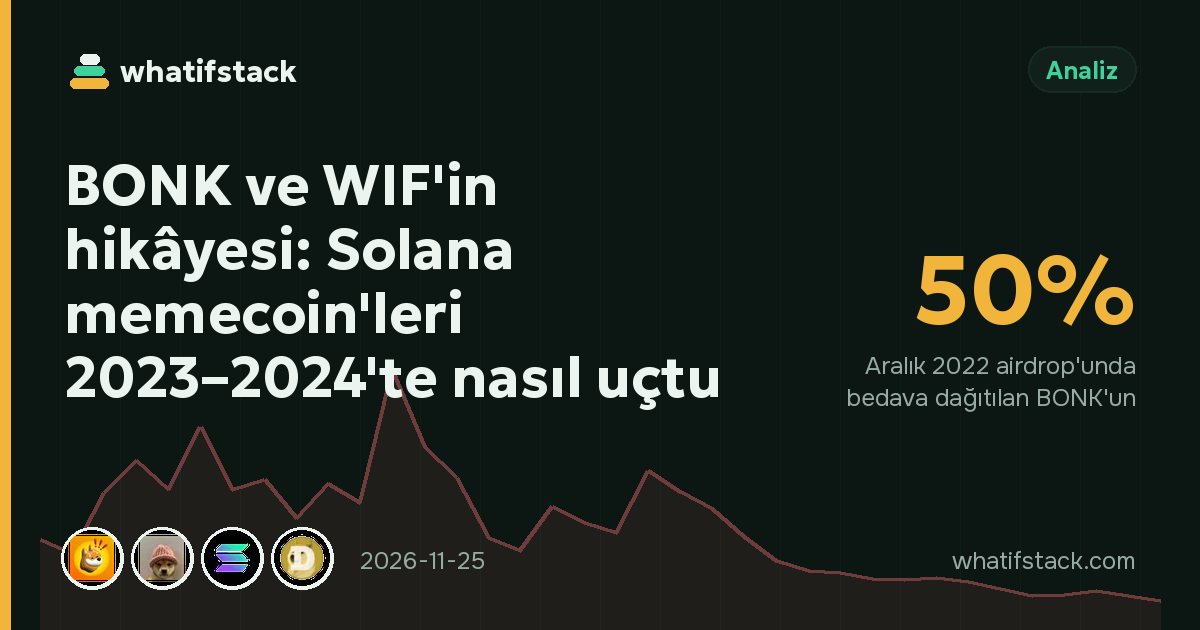 whatifstack
Analiz
BONK ve WIF'in
hikâyesi: Solana
memecoin'leri
2023–2024'te nasıl uçtu
50%
Aralık 2022 airdrop'unda
bedava dağıtılan BONK'un
2026-11-25
whatifstack.com